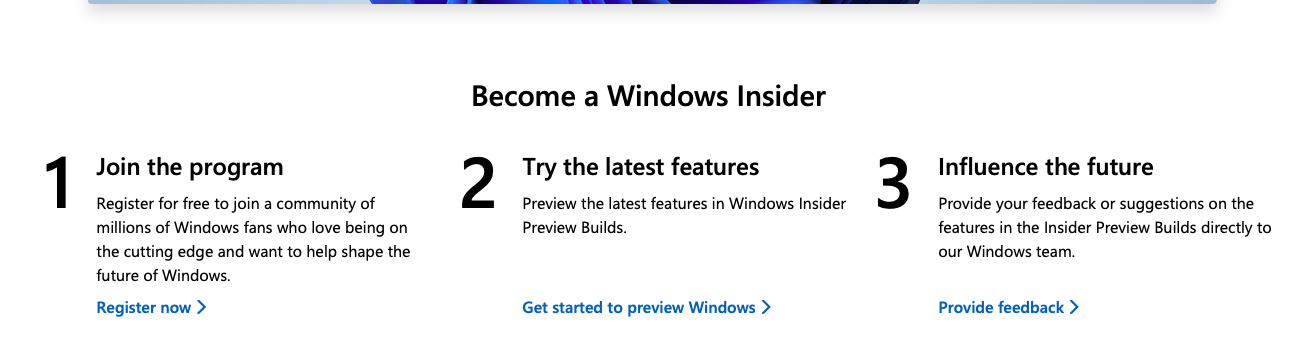 Become a Windows Insider
1
Join the program
Register for free to join a community of
millions of Windows fans who love being on
the cutting edge and want to help shape the
future of Windows.
Register now
2
Try the latest features
Preview the latest features in Windows Insider
Preview Builds.
Get started to preview Windows
3
Influence the future
Provide your feedback or suggestions on the
features in the Insider Preview Builds directly to
our Windows team.
Provide feedback